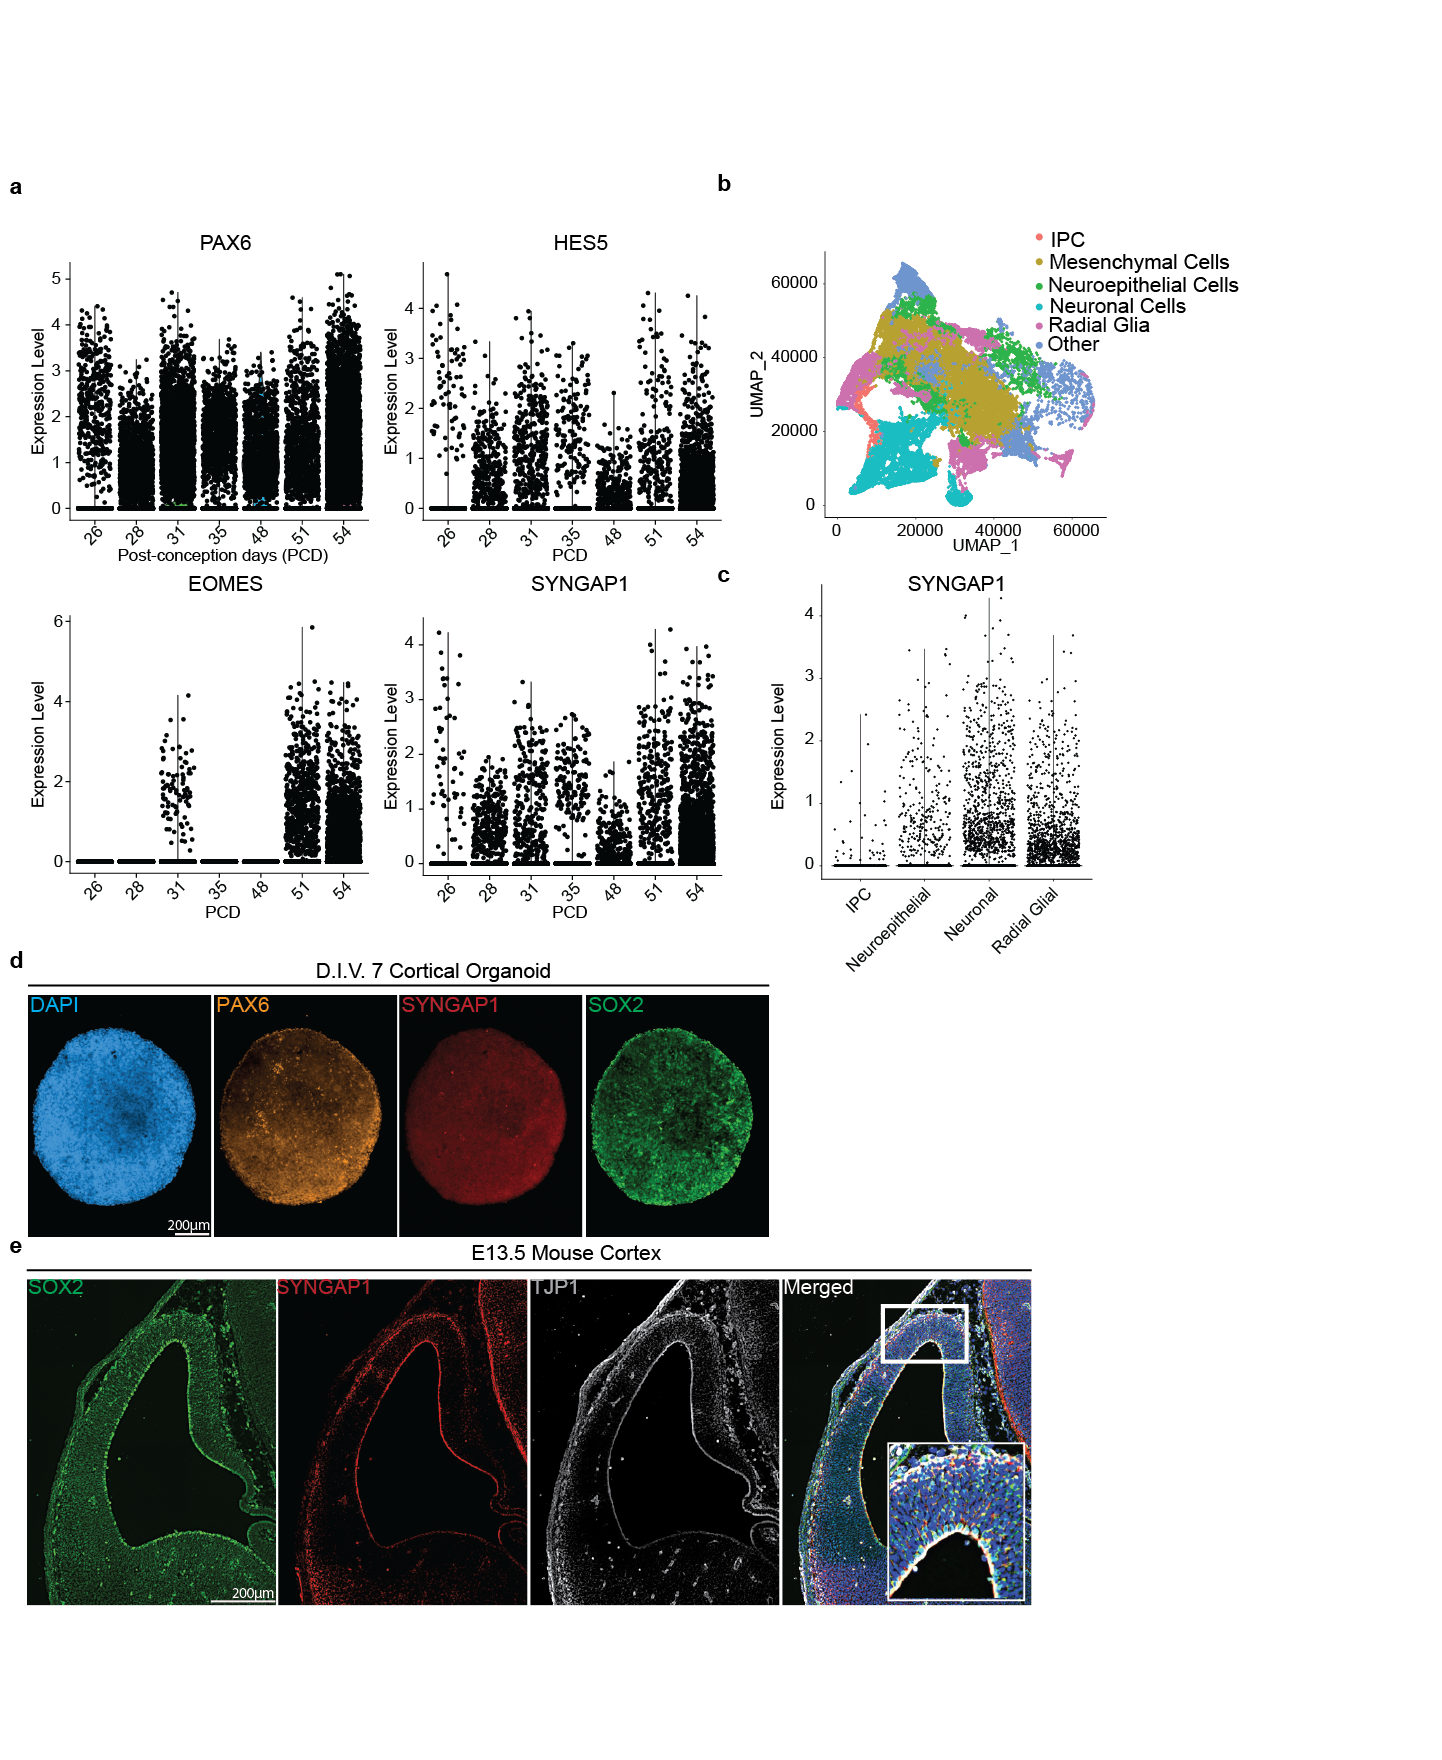 a
PAX6
Expression Level
5
4
3
2
1
0
26
28
31
35
48
51
54
Post-conception days (PCD)
HES5
Expression Level
4
3
2
1
0
26
28
31
35
48
51
54
PCD
EOMES
Expression Level
6
4
2
0
26
28
31
35
48
51
54
PCD
SYNGAP1
Expression Level
4
3
2
1
0
26
28
31
35
48
51
54
PCD
b
IPC
Mesenchymal Cells
Neuroepithelial Cells
Neuronal Cells
Radial Glia
Other
UMAP_2
60000
40000
20000
0
0
20000
40000
60000
UMAP_1
c
SYNGAP1
Expression Level
4
3
2
1
0
IPC
Neuroepithelial
Neuronal
Radial Glial
d
D.I.V. 7 Cortical Organoid
DAPI
PAX6
SYNGAP1
SOX2
200μm
e
E13.5 Mouse Cortex
SOX2
SYNGAP1
TJP1
Merged
200μm